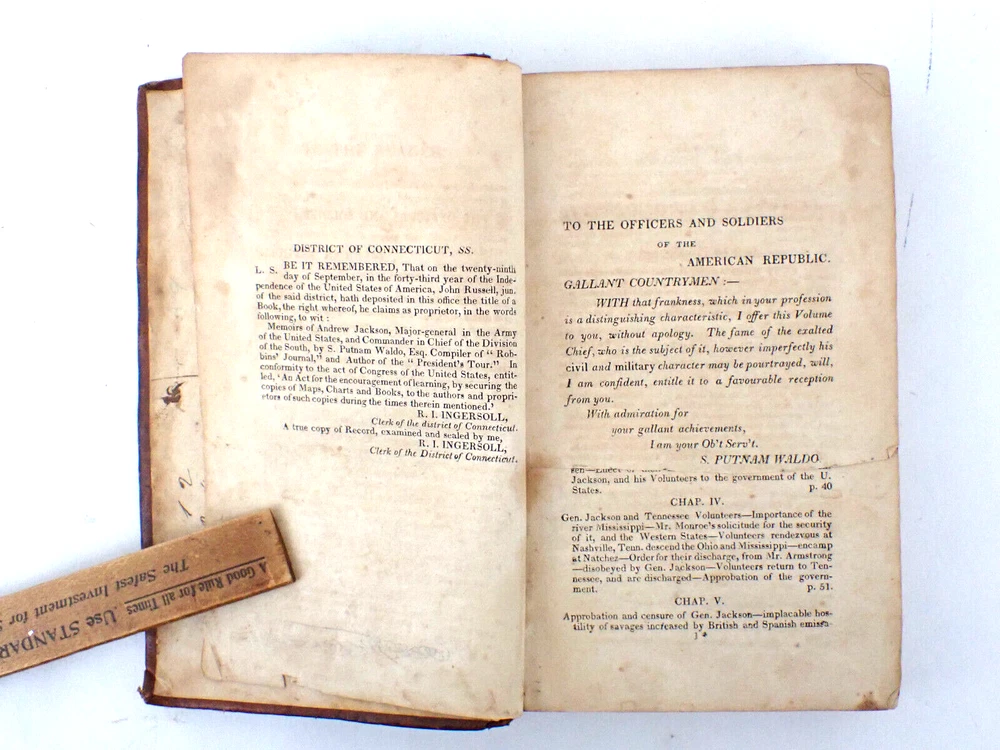 DISTRICT OF CONNECTICUT, SS.
L. S. BE IT REMEMBERED, That on the twenty-ninth
day of September, in the forty-third year of the Inde-
pendence of the United States of America, John Russell, jun.
of the said district, hath deposited in this office the title of a
Book, the right whereof, he claims as proprietor, in the words
following, to wit :
Memoirs of Andrew Jackson, Major-general in the Army
of the United States, and Commander in Chief of the Division
of the South, by S. Putnam Waldo, Esq. Compiler of " Rob-
bins' Journal," and Author of the " President's Tour." In
conformity to the act of Congress of the United States, entit-
led, ' An Act for the encouragement of learning, by securing the
copies of Maps, Charts and Books, to the authors and propri-
etors of such copies during the times therein mentioned.'
R. I. INGERSOLL,
Clerk of the district of Connecticut.
A true copy of Record, examined and sealed by me,
R. I. INGERSOLL,
Clerk of the District of Connecticut.
12
A Good Rule for all Times
The Safest Investment for
Use STANDAR
TO THE OFFICERS AND SOLDIERS
OF THE
AMERICAN REPUBLIC.
GALLANT COUNTRYMEN :—
WITH that frankness, which in your profession
is a distinguishing characteristic, I offer this Volume
to you, without apology. The fame of the exalted
Chief, who is the subject of it, however imperfectly his
civil and military character may be pourtrayed, will,
I am confident, entitle it to a favourable reception
from you.
With admiration for
your gallant achievements,
I am your Ob't Serv't.
S. PUTNAM WALDO
Jackson, and his Volunteers to the government of the U.
States. p. 40
CHAP. IV.
Gen. Jackson and Tennessee Volunteers—Importance of the
river Mississippi—Mr. Monroe's solicitude for the security
of it, and the Western States—Volunteers rendezvous at
Nashville, Tenn. descend the Ohio and Mississippi—encamp
at Natchez—Order for their discharge, from Mr. Armstrong
—disobeyed by Gen. Jackson—Volunteers return to Ten-
nessee, and are discharged—Approbation of the govern-
ment. p. 51.
CHAP. V.
Approbation and censure of Gen. Jackson—implacable hos-
tility of savages increased by British and Spanish emissa-
1*